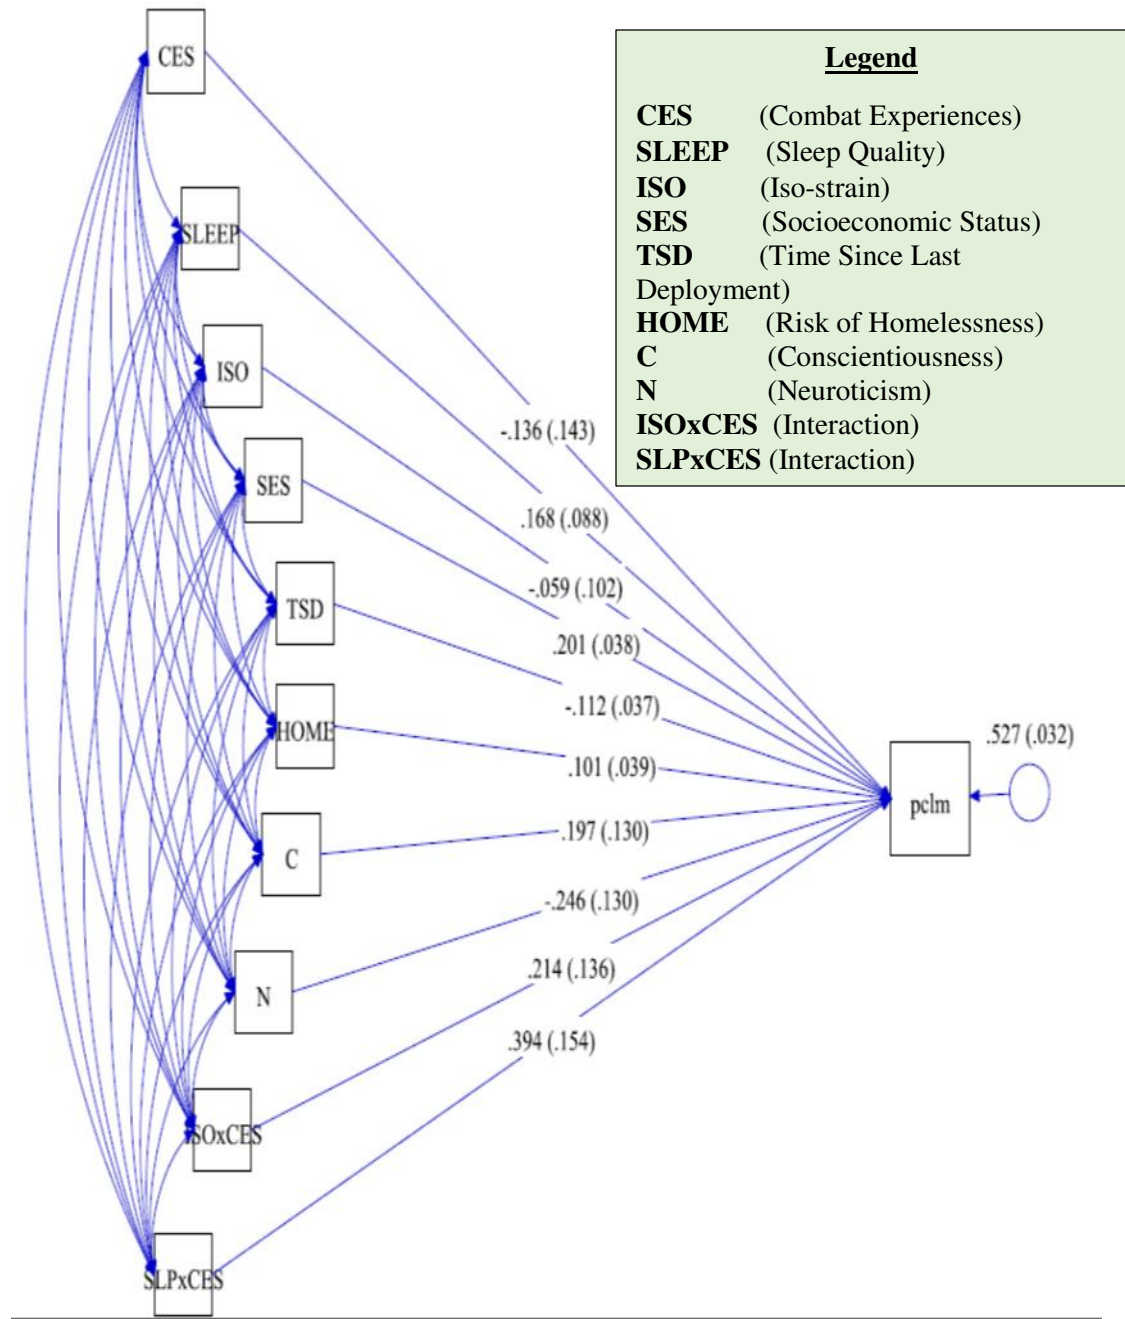 CES
SLEEP
ISO
SES
TSD
HOME
C
N
ISOxCES
SLPxCES
-.136 (.143)
.168 (.088)
-.059 (.102)
.201 (.038)
-.112 (.037)
.101 (.039)
.197 (.130)
-.246 (.130)
.214 (.136)
.394 (.154)
pclm
.527 (.032)
Legend
CES (Combat Experiences)
SLEEP (Sleep Quality)
ISO (Iso-strain)
SES (Socioeconomic Status)
TSD (Time Since Last
Deployment)
HOME (Risk of Homelessness)
C (Conscientiousness)
N (Neuroticism)
ISOxCES (Interaction)
SLPxCES (Interaction)